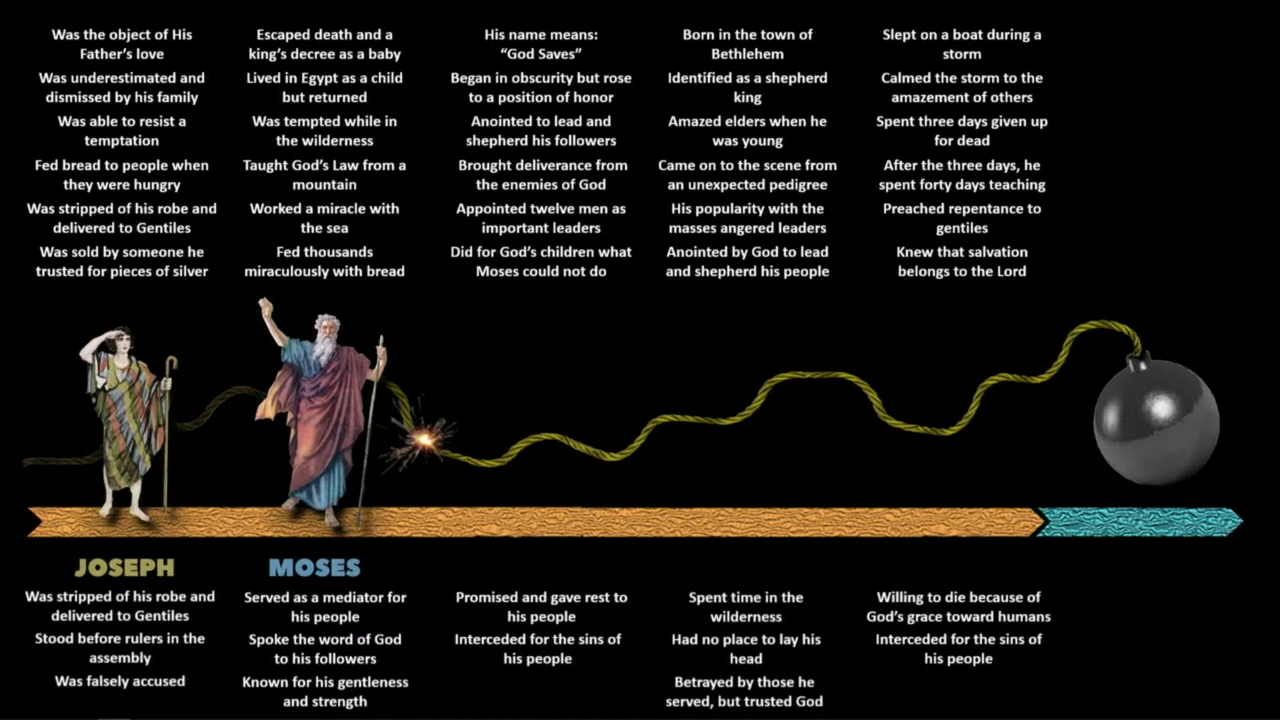 Was the object of His
Father's love
Was underestimated and
dismissed by his family
Was able to resist a
temptation
Fed bread to people when
they were hungry
Was stripped of his robe and
delivered to Gentiles
Was sold by someone he
trusted for pieces of silver
Escaped death and a
king's decree as a baby
Lived in Egypt as a child
but returned
Was tempted while in
the wilderness
Taught God's Law from a
mountain
Worked a miracle with
the sea
Fed thousands
miraculously with bread
His name means:
“God Saves”
Began in obscurity but rose
to a position of honor
Anointed to lead and
shepherd his followers
Brought deliverance from
the enemies of God
Appointed twelve men as
important leaders
Did for God's children what
Moses could not do
Born in the town of
Bethlehem
Identified as a shepherd
king
Amazed elders when he
was young
Came on to the scene from
an unexpected pedigree
His popularity with the
masses angered leaders
Anointed by God to lead
and shepherd his people
Slept on a boat during a
storm
Calmed the storm to the
amazement of others
Spent three days given up
for dead
After the three days, he
spent forty days teaching
Preached repentance to
gentiles
Knew that salvation
belongs to the Lord
JOSEPH
Was stripped of his robe and
delivered to Gentiles
Stood before rulers in the
assembly
Was falsely accused
MOSES
Served as a mediator for
his people
Spoke the word of God
to his followers
Known for his gentleness
and strength
Promised and gave rest to
his people
Interceded for the sins of
his people
Spent time in the
wilderness
Had no place to lay his
head
Betrayed by those he
served, but trusted God
Willing to die because of
God's grace toward humans
Interceded for the sins of
his people